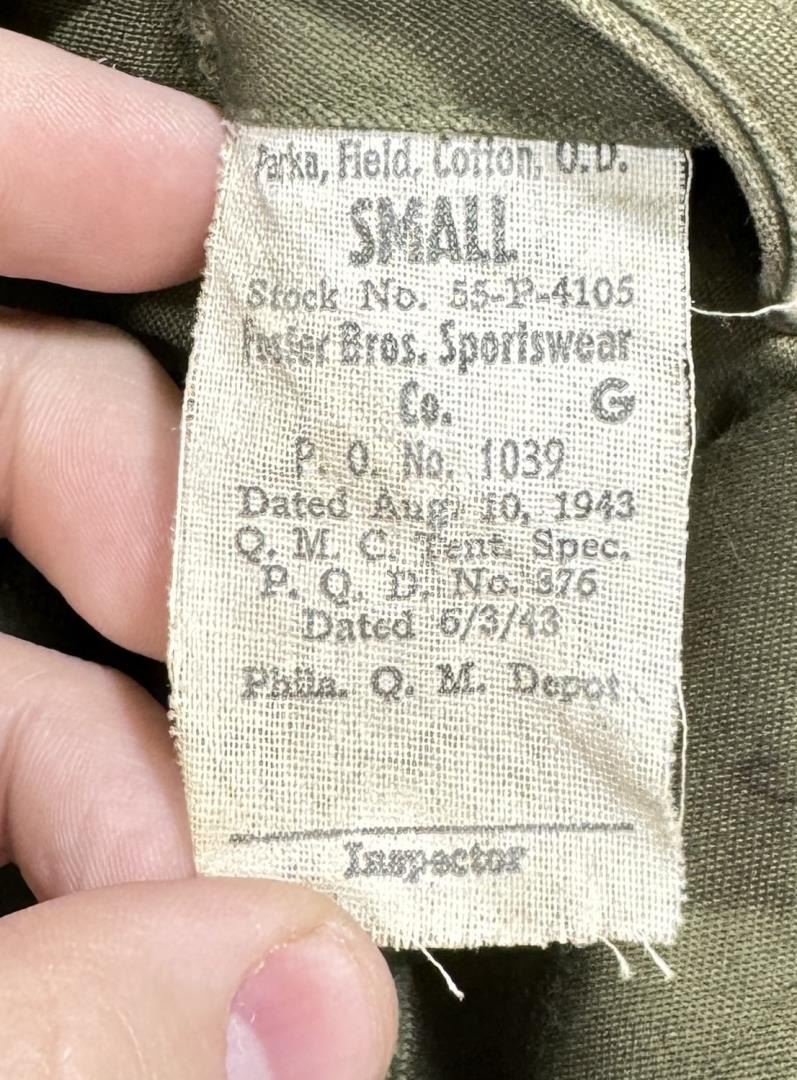 Parka, Field, Cotton, O.D.
SMALL
Stock No. 55-P-4105
Bros. Sportswear
Co. G
P. O. No. 1039
Dated Aug. 10, 1943
Q. M. C. Tent. Spec.
P. Q. D. No. 376
Dated 6/3/43
Phila. Q. M. Depot
Inspector